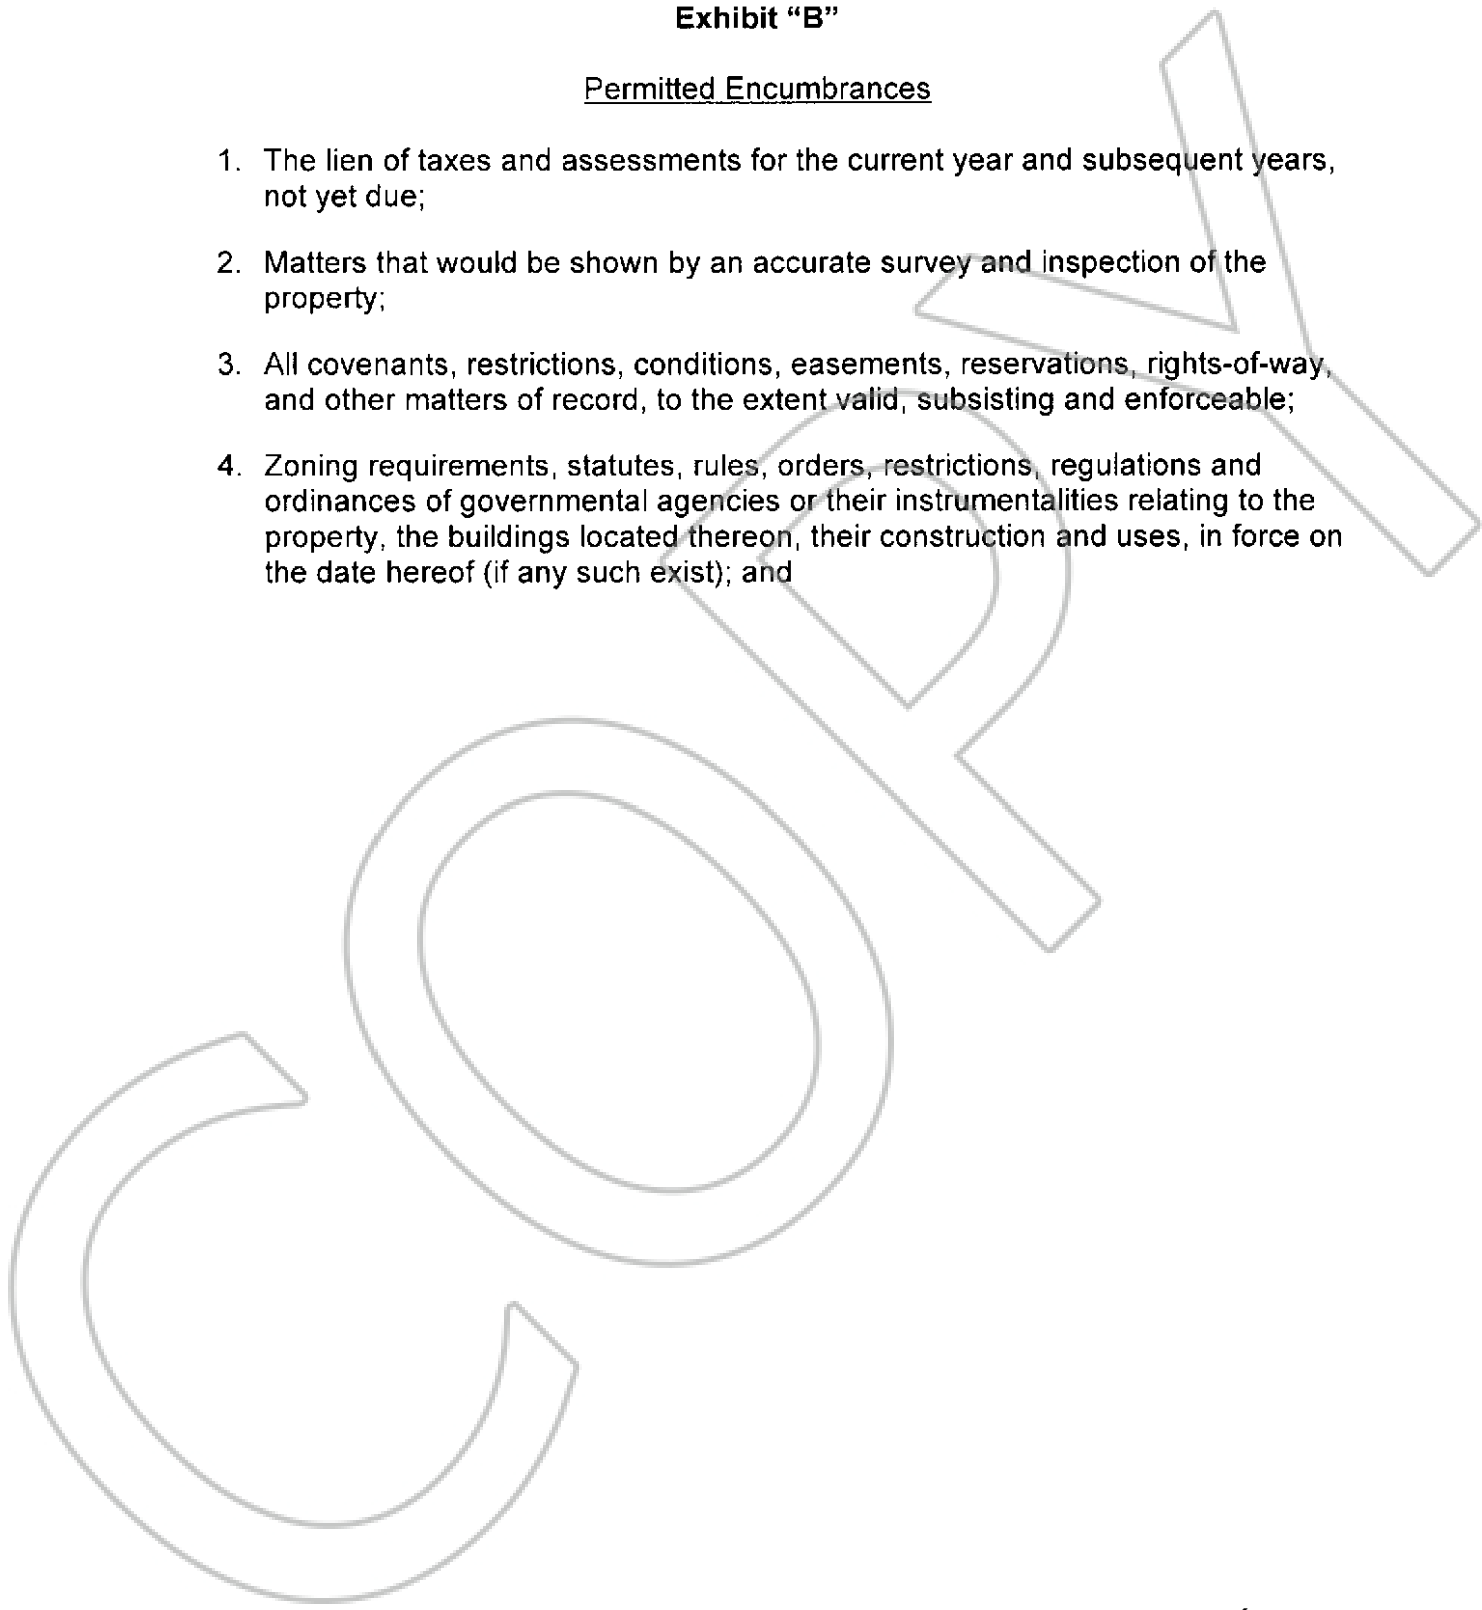 Exhibit “B”
Permitted Encumbrances
1. The lien of taxes and assessments for the current year and subsequent years,
not yet due;
2. Matters that would be shown by an accurate survey and inspection of the
property;
3. All covenants, restrictions, conditions, easements, reservations, rights-of-way,
and other matters of record, to the extent valid, subsisting and enforceable;
4. Zoning requirements, statutes, rules, orders, restrictions, regulations and
ordinances of governmental agencies or their instrumentalities relating to the
property, the buildings located thereon, their construction and uses, in force on
the date hereof (if any such exist); and
COPY